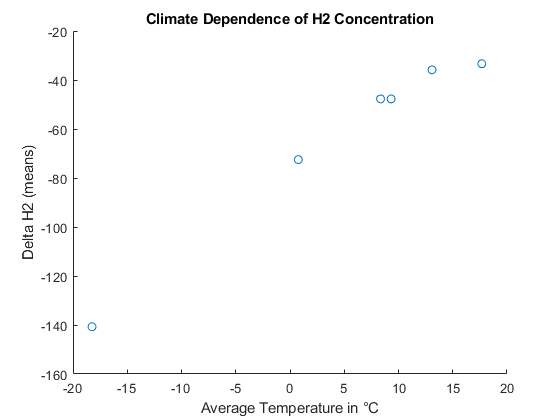 Climate Dependence of H2 Concentration
-20
-40
-60
-80
-100
-120
-140
-160
Delta H2 (means)
-20 -15 -10 -5 0 5 10 15 20
Average Temperature in °C